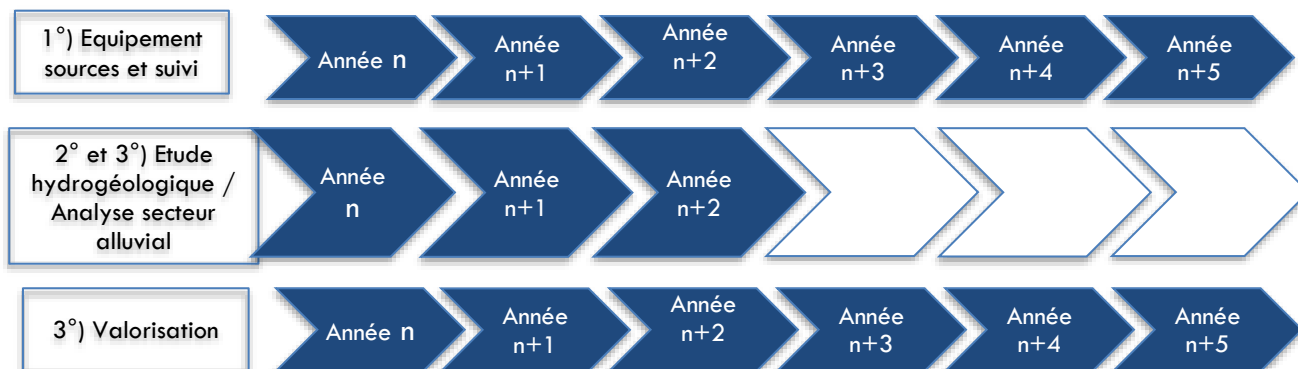 1°) Equipement
sources et suivi
Année n
Année
n+1
Année
n+2
Année
n+3
Année
n+4
Année
n+5
2° et 3°) Etude
hydrogéologique /
Analyse secteur
alluvial
Année
n
Année
n+1
Année
n+2
3°) Valorisation
Année n
Année
n+1
Année
n+2
Année
n+3
Année
n+4
Année
n+5